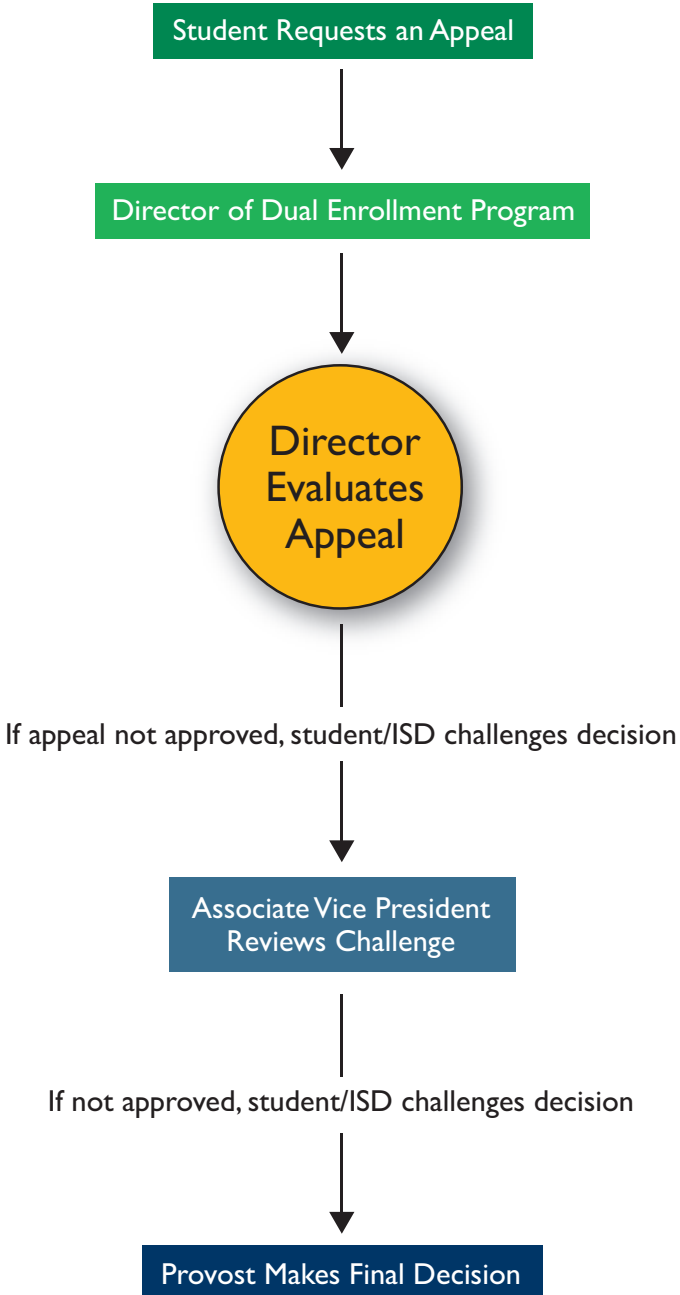 Student Requests an Appeal
Director of Dual Enrollment Program
Director
Evaluates
Appeal
If appeal not approved, student/ISD challenges decision
Associate Vice President
Reviews Challenge
If not approved, student/ISD challenges decision
Provost Makes Final Decision